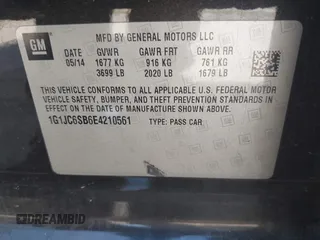 GM
MFD BY GENERAL MOTORS LLC
05/14 GVWR GAWR FRT GAWR RR
1677 KG 916 KG 761 KG
3699 LB 2020 LB 1679 LB
THIS VEHICLE CONFORMS TO ALL APPLICABLE U.S. FEDERAL MOTOR
VEHICLE SAFETY, BUMPER, AND THEFT PREVENTION STANDARDS IN
EFFECT ON THE DATE OF MANUFACTURE SHOWN ABOVE.
1G1JC6SB6E4210561 TYPE: PASS CAR
DREAMBID